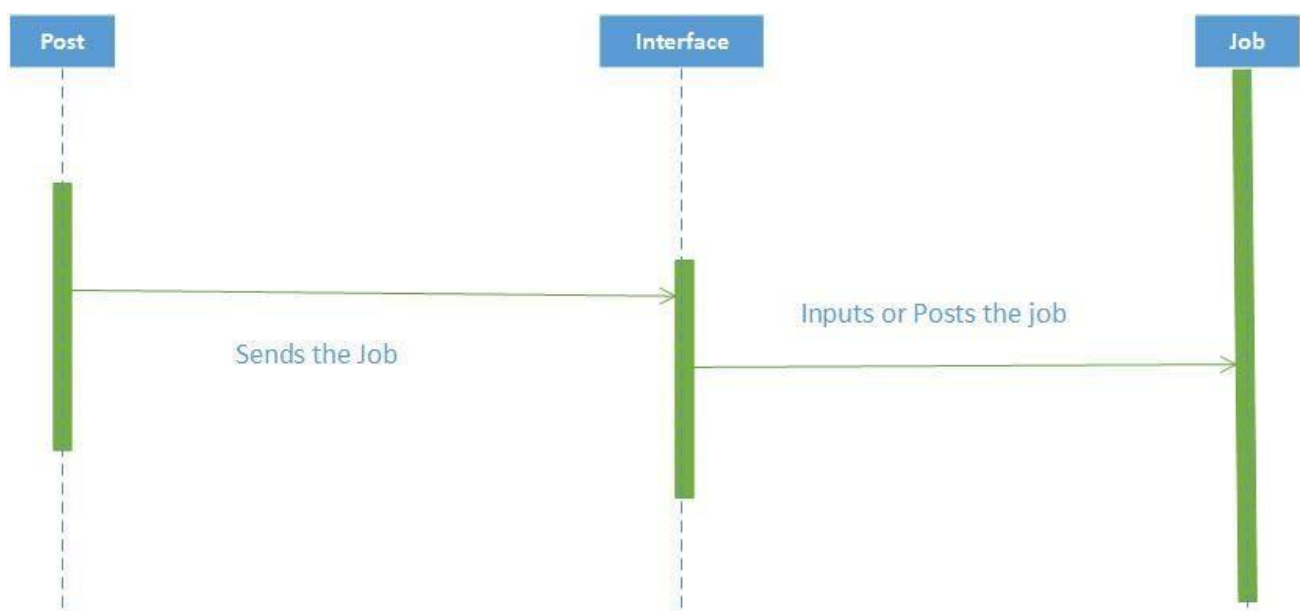 Post
Interface
Job
Inputs or Posts the job
Sends the Job